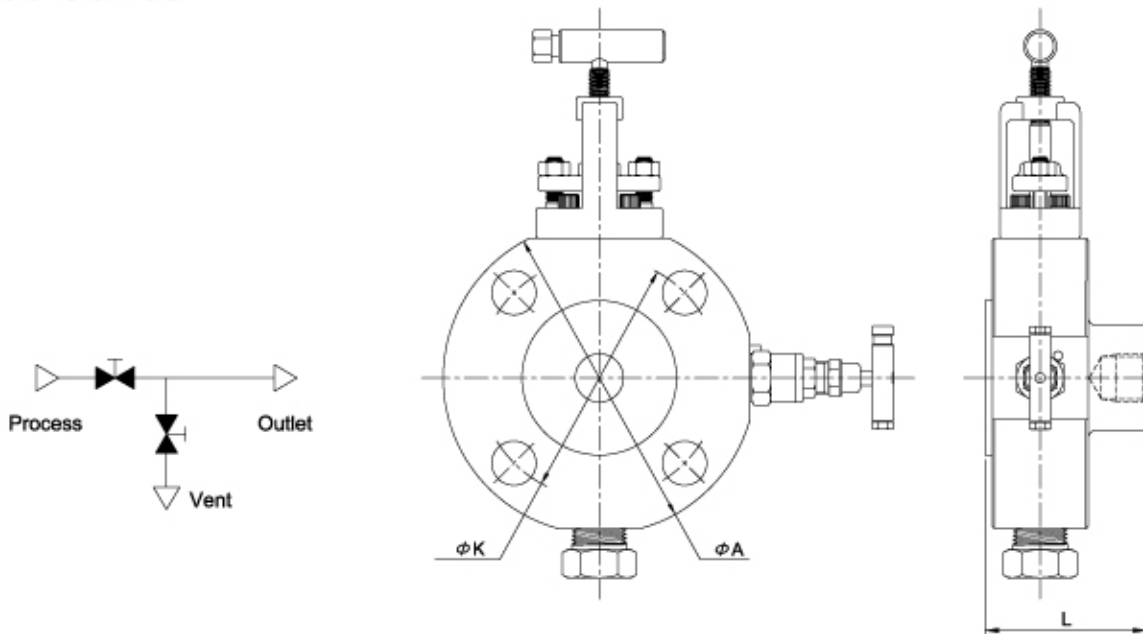 Process
Outlet
Vent
ϕK
ϕA
L